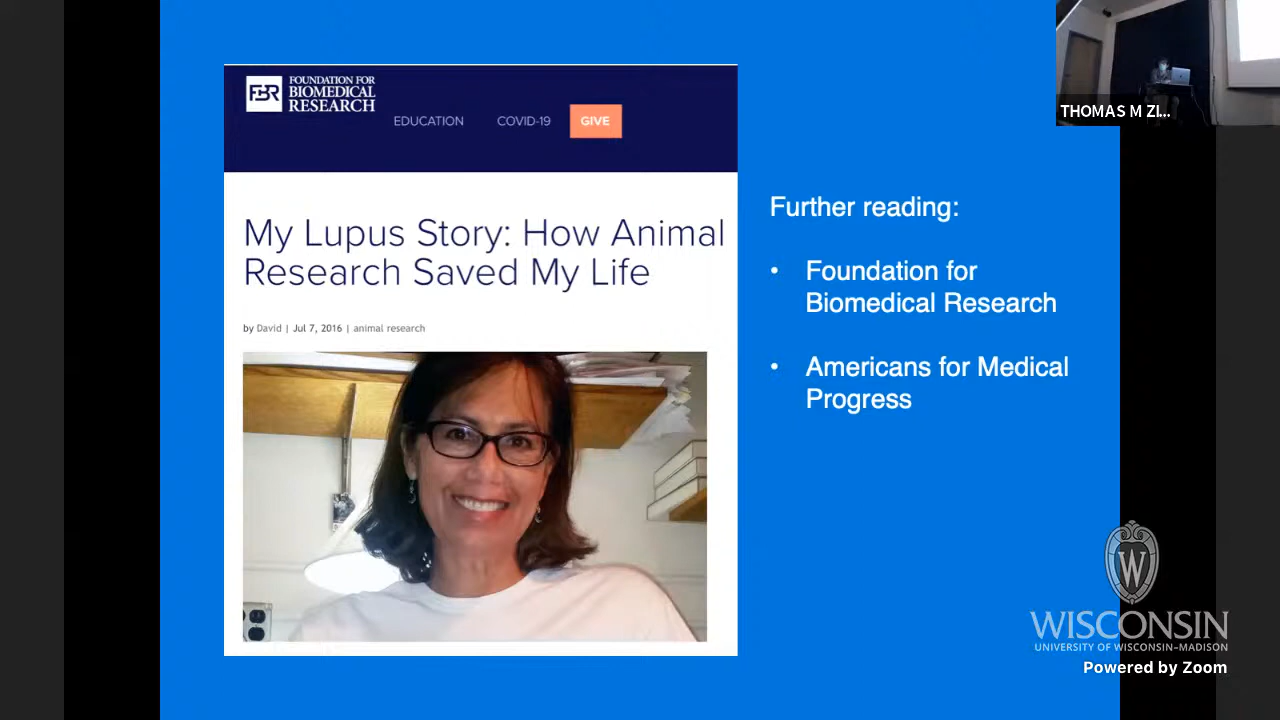 FBR
FOUNDATION FOR
BIOMEDICAL
RESEARCH
EDUCATION
COVID-19
GIVE
THOMAS M ZI...
My Lupus Story: How Animal
Research Saved My Life
by David | Jul 7, 2016 | animal research
Further reading:
• Foundation for
Biomedical Research
• Americans for Medical
Progress
W
WISCONSIN
UNIVERSITY OF WISCONSIN–MADISON
Powered by Zoom